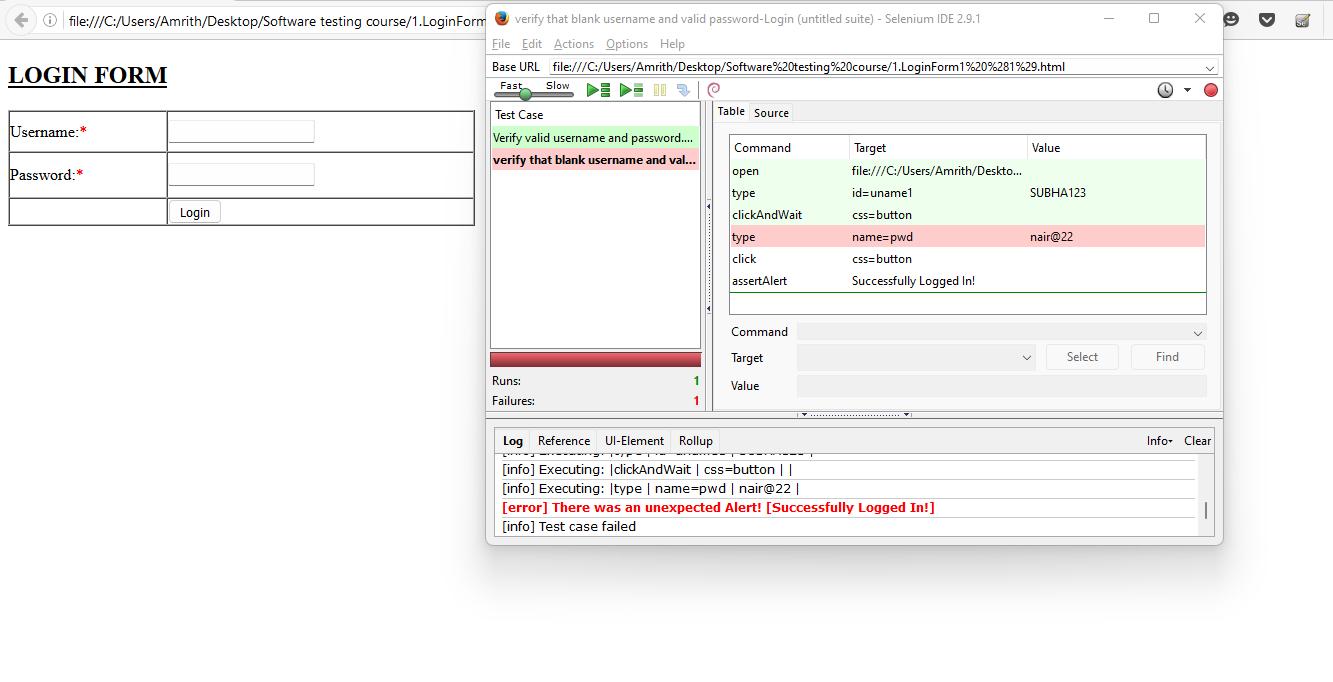 file:///C:/Users/Amrith/Desktop/Software testing course/1.LoginForm
LOGIN FORM
Username:*
Password:*
Login
verify that blank username and valid password-Login (untitled suite) - Selenium IDE 2.9.1
File Edit Actions Options Help
Base URL file:///C:/Users/Amrith/Desktop/Software%20testing%20course/1.LoginForm1%20%281%29.html
Fast Slow
Test Case
Verify valid username and password....
verify that blank username and val...
Runs: 1
Failures: 1
Table Source
Command Target Value
open file:///C:/Users/Amrith/Deskto...
type id=uname1 SUBHA123
clickAndWait css=button
type name=pwd nair@22
click css=button
assertAlert Successfully Logged In!
Command
Target Select Find
Value
Log Reference UI-Element Rollup Info Clear
[info] Executing: |clickAndWait | css=button | |
[info] Executing: |type | name=pwd | nair@22 |
[error] There was an unexpected Alert! [Successfully Logged In!]
[info] Test case failed